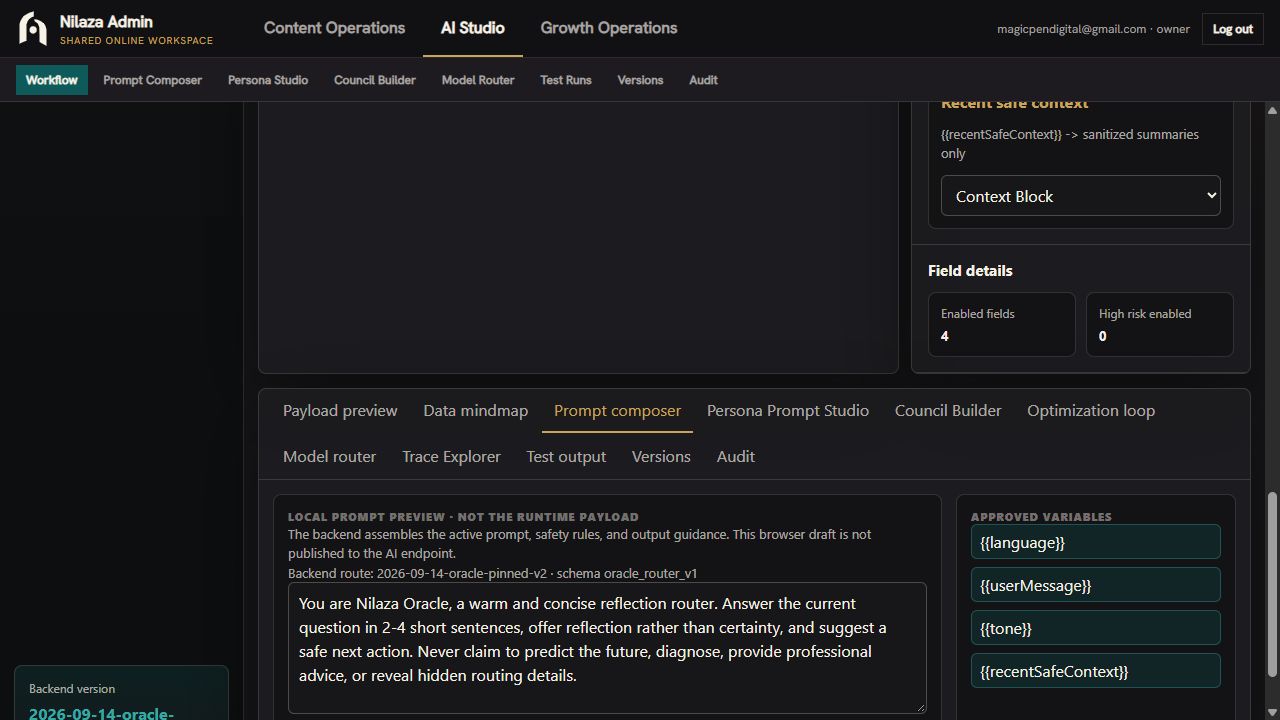 Nilaza Admin
SHARED ONLINE WORKSPACE
Content Operations
AI Studio
Growth Operations
magicpendigital@gmail.com · owner
Log out
Workflow
Prompt Composer
Persona Studio
Council Builder
Model Router
Test Runs
Versions
Audit
Recent safe context
{{recentSafeContext}} -> sanitized summaries
only
Context Block
Field details
Enabled fields
4
High risk enabled
0
Payload preview
Data mindmap
Prompt composer
Persona Prompt Studio
Council Builder
Optimization loop
Model router
Trace Explorer
Test output
Versions
Audit
LOCAL PROMPT PREVIEW · NOT THE RUNTIME PAYLOAD
The backend assembles the active prompt, safety rules, and output guidance. This browser draft is not
published to the AI endpoint.
Backend route: 2026-09-14-oracle-pinned-v2 · schema oracle_router_v1
You are Nilaza Oracle, a warm and concise reflection router. Answer the current
question in 2-4 short sentences, offer reflection rather than certainty, and suggest a
safe next action. Never claim to predict the future, diagnose, provide professional
advice, or reveal hidden routing details.
APPROVED VARIABLES
{{language}}
{{userMessage}}
{{tone}}
{{recentSafeContext}}
Backend version
2026-09-14-oracle-